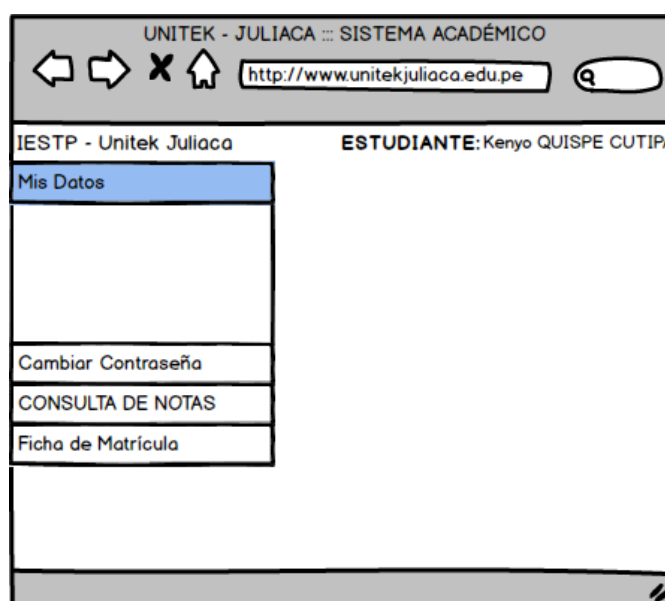 UNITEK - JULIACA ::: SISTEMA ACADÉMICO
http://www.unitekjuliaca.edu.pe
IESTP - Unitek Juliaca
ESTUDIANTE: Kenyo QUISPE CUTIPA
Mis Datos
Cambiar Contraseña
CONSULTA DE NOTAS
Ficha de Matrícula